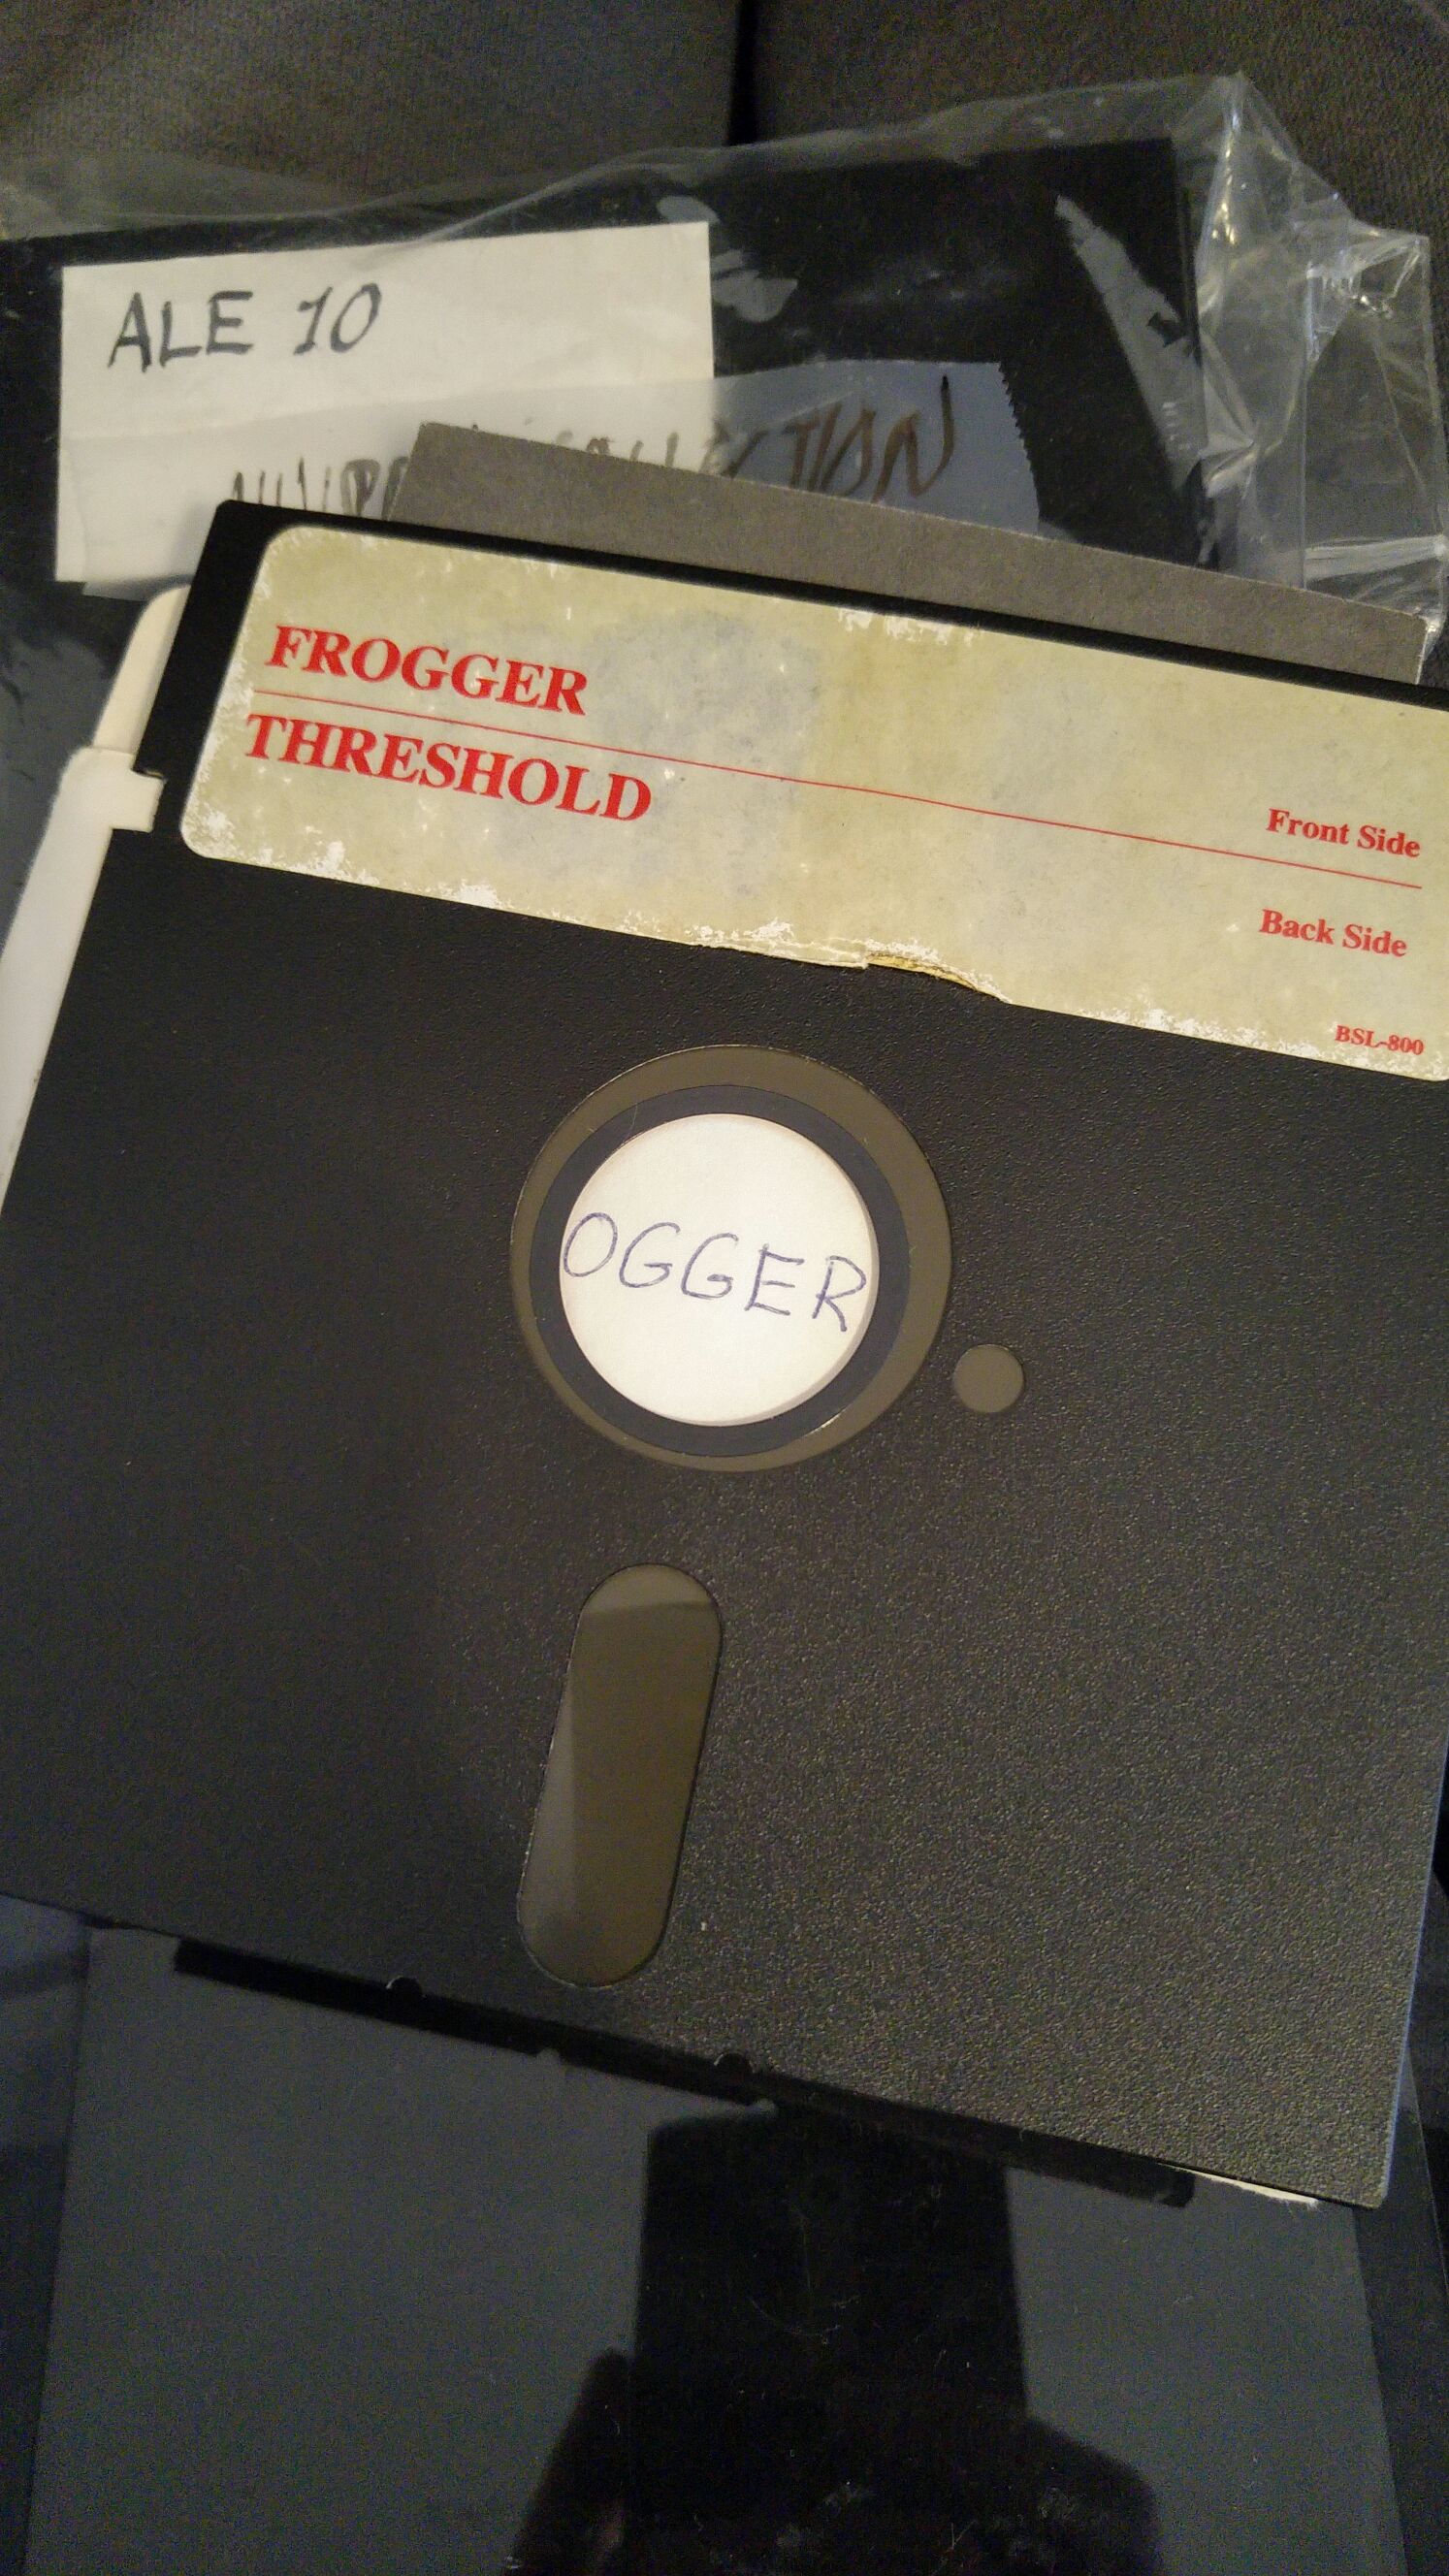 ALE 10
FROGGER
Front Side
THRESHOLD
Back Side
BSL-800
OGGER